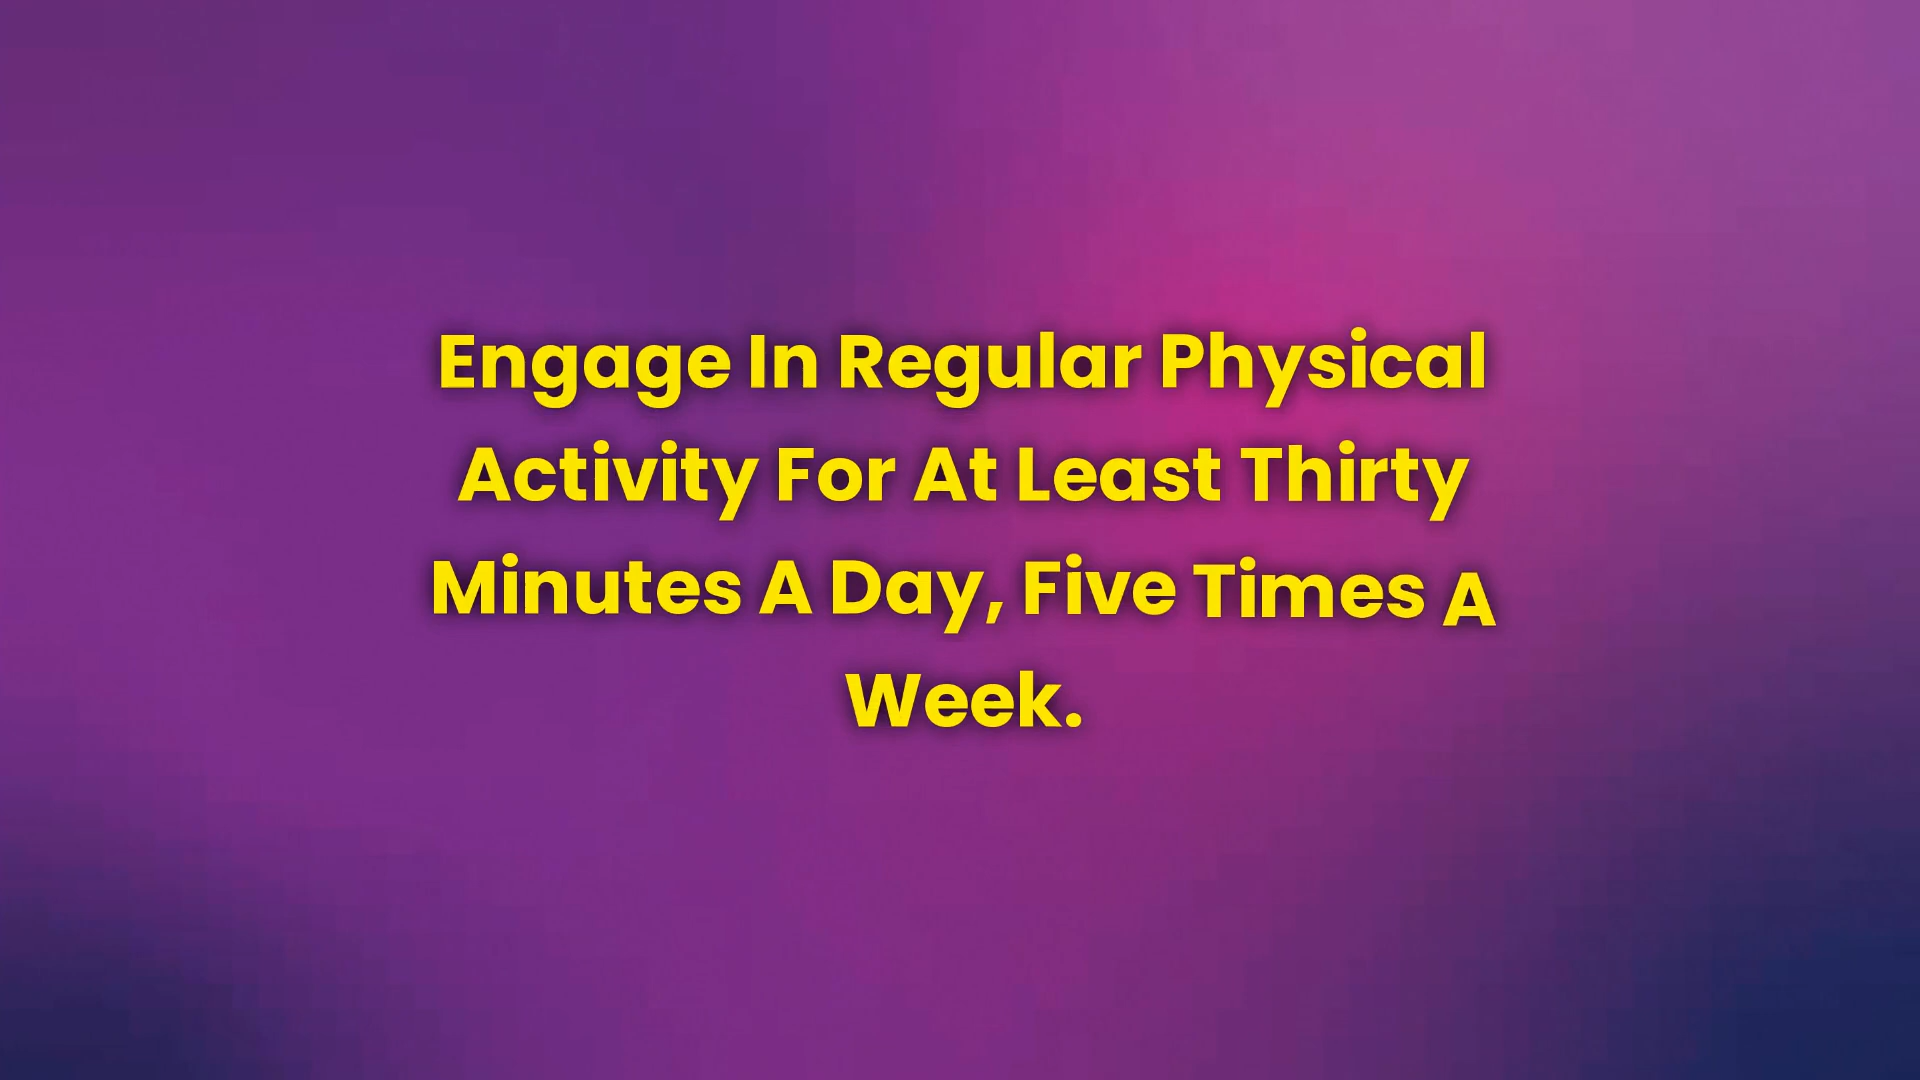 Engage In Regular Physical
Activity For At Least Thirty
Minutes A Day, Five Times A
Week.